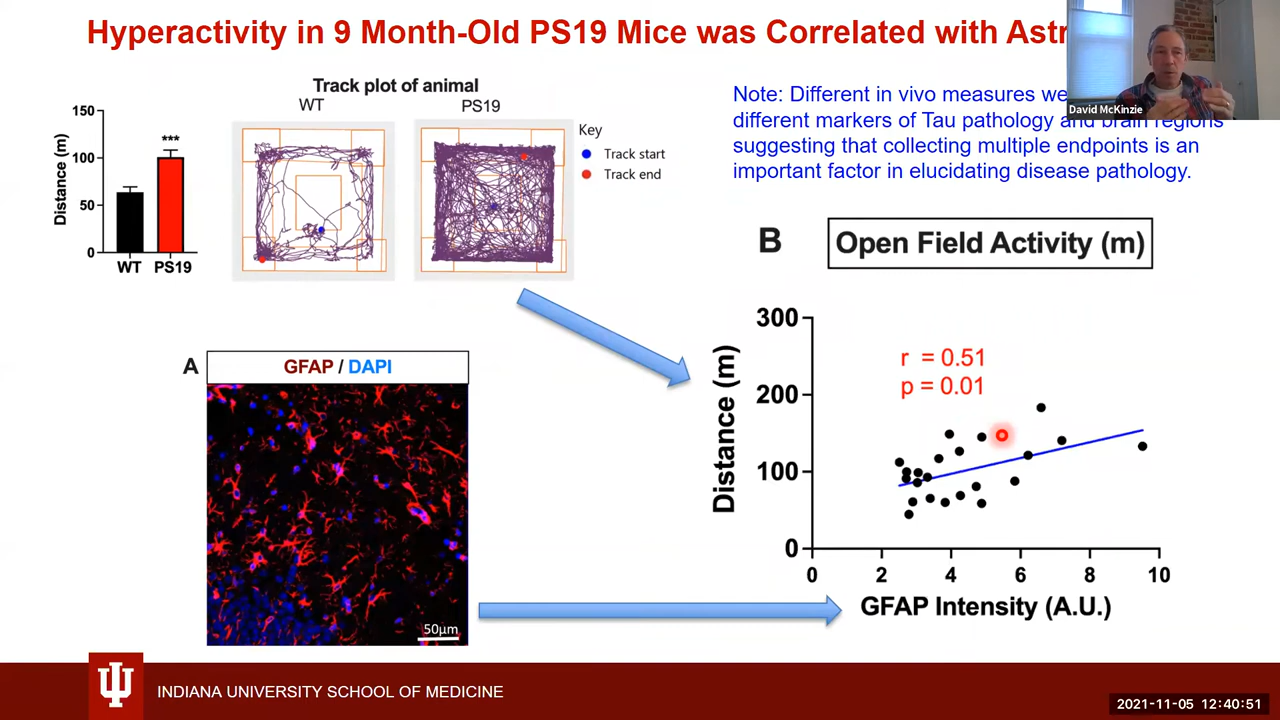 Hyperactivity in 9 Month-Old PS19 Mice was Correlated with Astr
David McKinzie
Note: Different in vivo measures we
different markers of Tau pathology and brain regions
suggesting that collecting multiple endpoints is an
important factor in elucidating disease pathology.
Track plot of animal
WT
PS19
Key
Track start
Track end
150
100
50
0
Distance (m)
***
WT
PS19
B
Open Field Activity (m)
300
200
100
0
Distance (m)
r = 0.51
p = 0.01
0
2
4
6
8
10
GFAP Intensity (A.U.)
A
GFAP / DAPI
50µm
INDIANA UNIVERSITY SCHOOL OF MEDICINE
2021-11-05 12:40:51